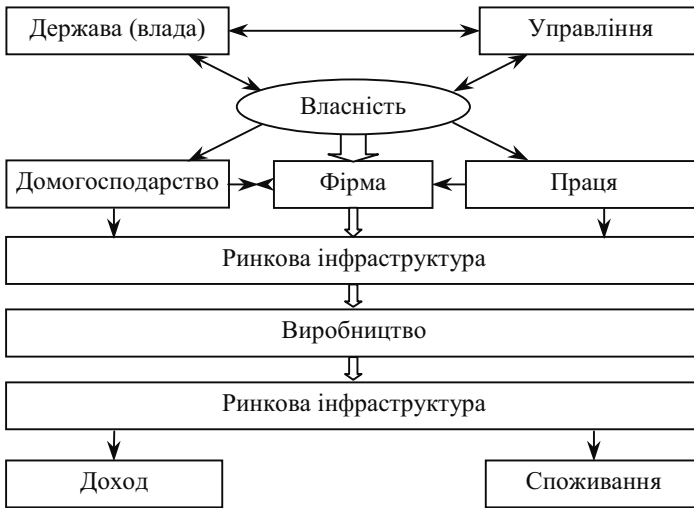 Держава (влада)
Управління
Власність
Домогосподарство
Фірма
Праця
Ринкова інфраструктура
Виробництво
Ринкова інфраструктура
Доход
Споживання